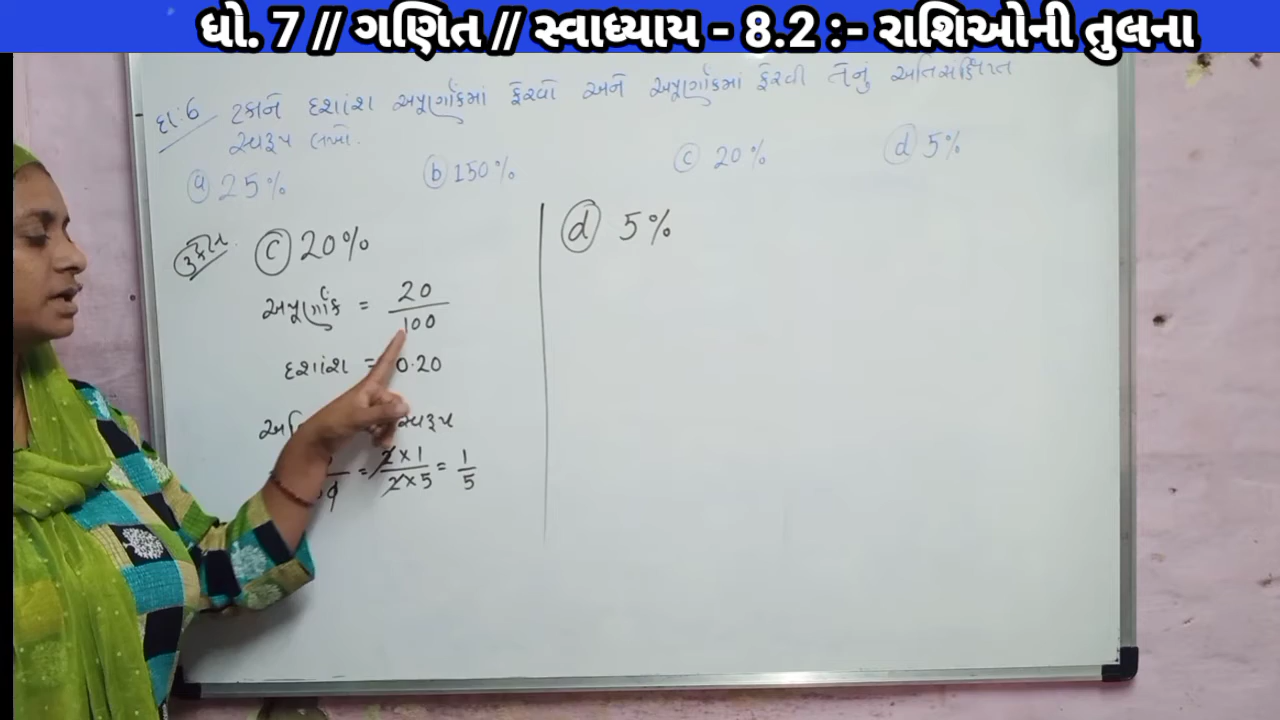 ધો. 7 // ગણિત // સ્વાધ્યાય - 8.2 :- રાશિઓની તુલના
દા:6 ટકાને દશાંશ અપૂર્ણાંકમાં ફેરવો અને અપૂર્ણાંકમાં ફેરવી તેનું અતિસંક્ષિપ્ત
સ્વરૂપ લખો.
(a) 25% (b) 150% (c) 20% (d) 5%
ઉકેલ (c) 20%
અપૂર્ણાંક = 20/100
દશાંશ = 0.20
સ્વરૂપ
= 2×1/2×5 = 1/5
(d) 5%